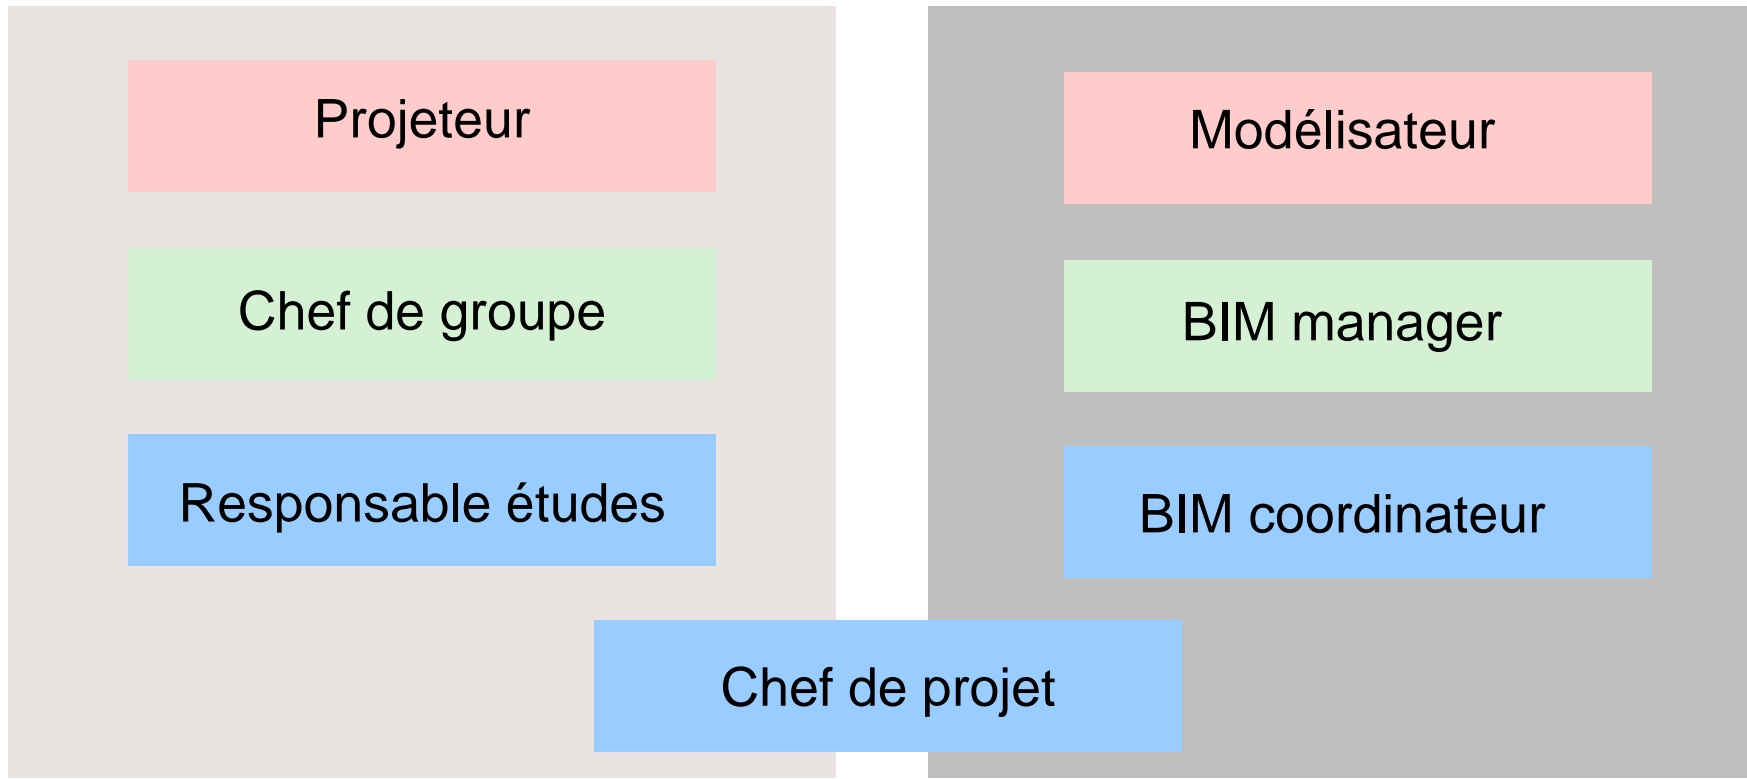 Projeteur
Chef de groupe
Responsable études
Modélisateur
BIM manager
BIM coordinateur
Chef de projet